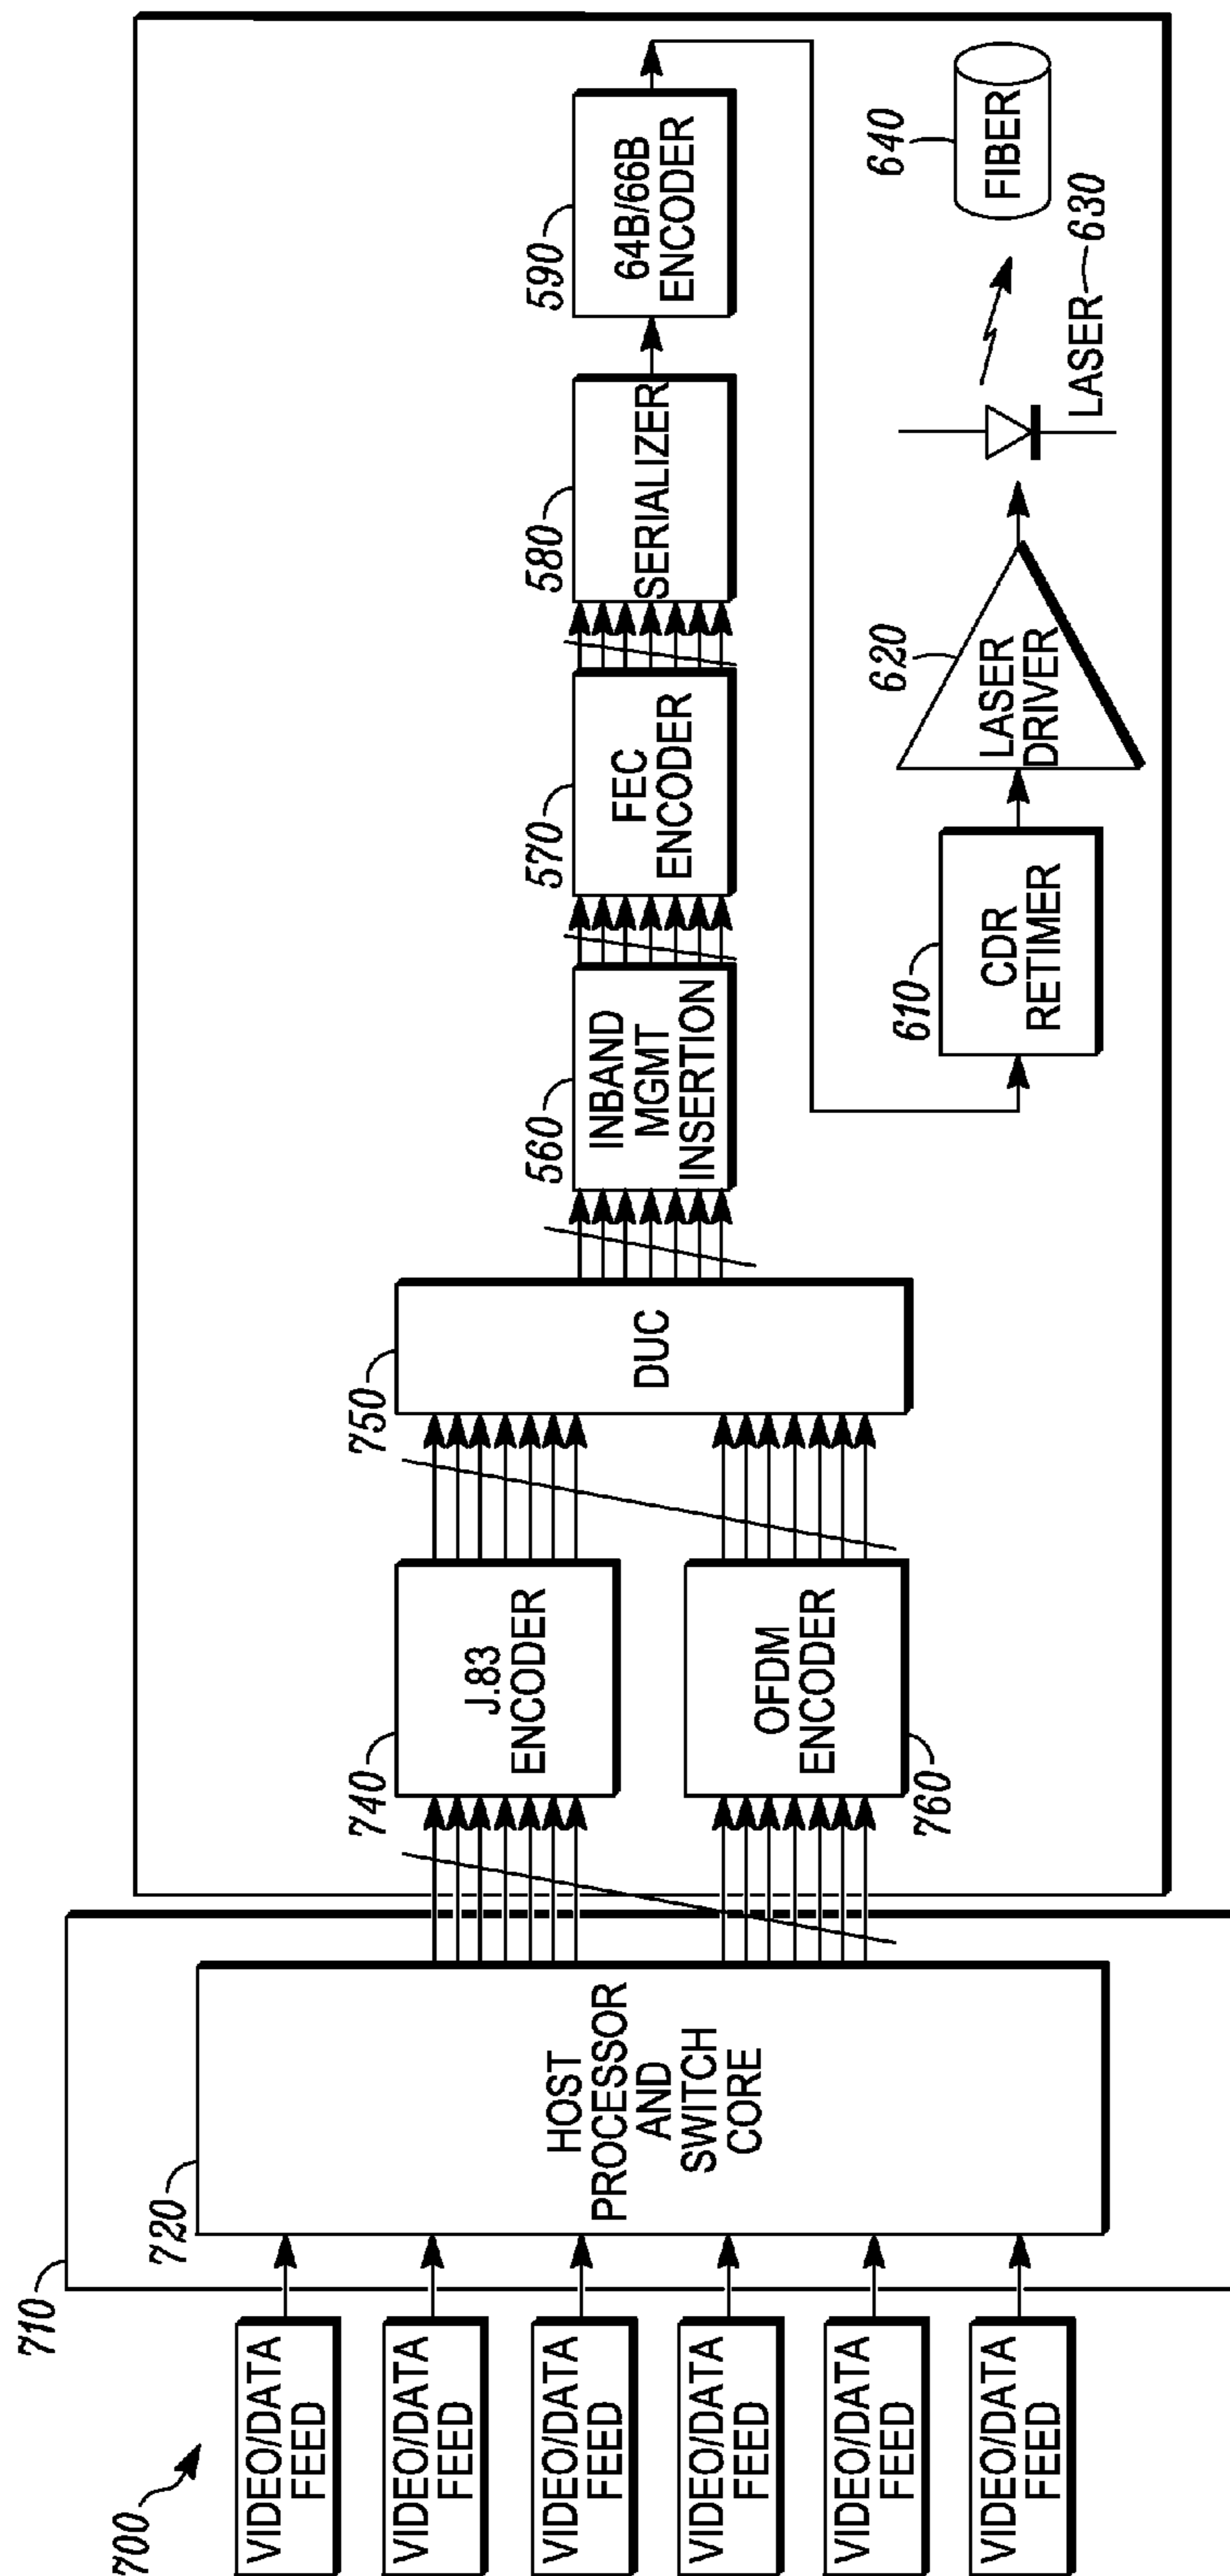 700
VIDEO/DATA
FEED
VIDEO/DATA
FEED
VIDEO/DATA
FEED
VIDEO/DATA
FEED
VIDEO/DATA
FEED
VIDEO/DATA
FEED
710
720
HOST
PROCESSOR
AND
SWITCH
CORE
740
J.83
ENCODER
760
OFDM
ENCODER
750
DUC
560
INBAND
MGMT
INSERTION
570
FEC
ENCODER
580
SERIALIZER
590
64B/66B
ENCODER
610
CDR
RETIMER
620
LASER
DRIVER
LASER 630
640
FIBER